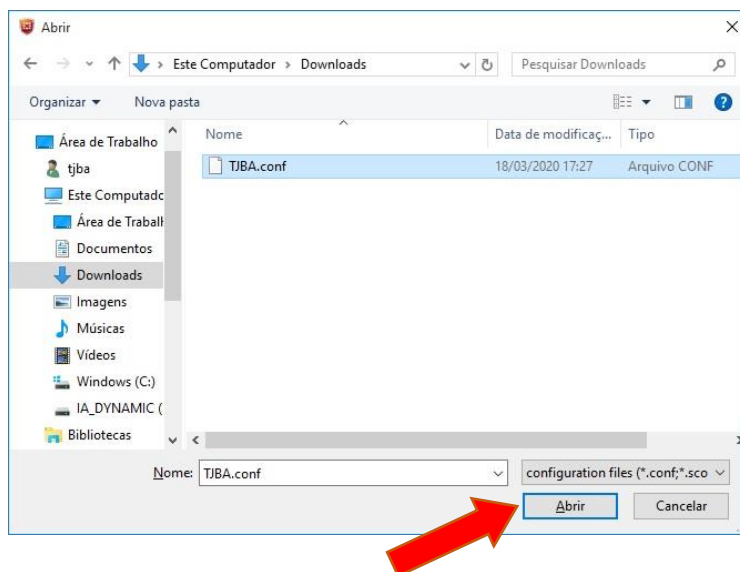 Abrir
Este Computador > Downloads
Pesquisar Downloads
Organizar
Nova pasta
Nome
Data de modificaç...
Tipo
TJBA.conf
18/03/2020 17:27
Arquivo CONF
Área de Trabalho
tjba
Este Computadc
Área de Trabalh
Documentos
Downloads
Imagens
Músicas
Vídeos
Windows (C:)
IA_DYNAMIC (
Bibliotecas
Nome: TJBA.conf
configuration files (*.conf;*.sco
Abrir
Cancelar